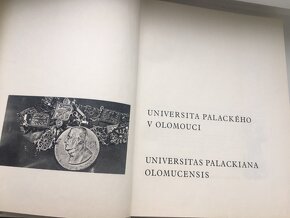 UNIVERSITA PALACKÉHO
V OLOMOUCI
UNIVERSITAS PALACKIANA
OLOMUCENSIS